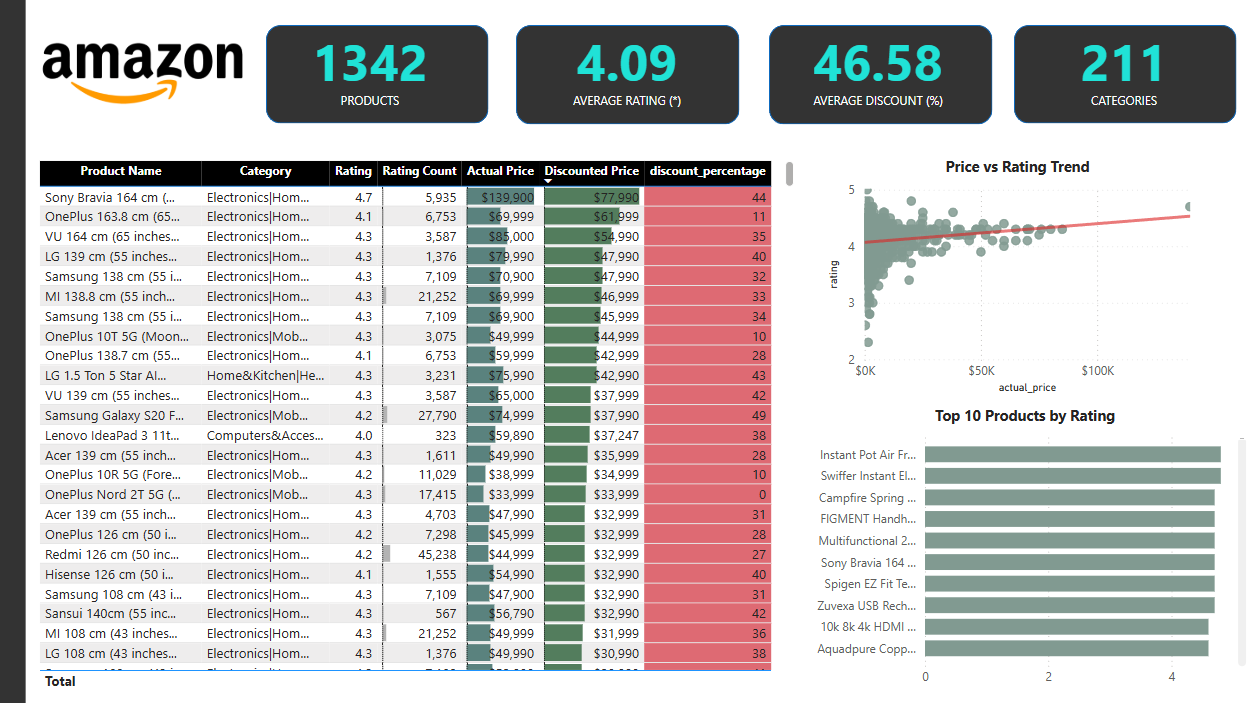 amazon
1342
PRODUCTS
4.09
AVERAGE RATING (*)
46.58
AVERAGE DISCOUNT (%)
211
CATEGORIES
Product Name Category Rating Rating Count Actual Price Discounted Price discount_percentage
Sony Bravia 164 cm (... Electronics|Hom... 4.7 5,935 $139,900 $77,990 44
OnePlus 163.8 cm (65... Electronics|Hom... 4.1 6,753 $69,999 $61,999 11
VU 164 cm (65 inches... Electronics|Hom... 4.3 3,587 $85,000 $54,990 35
LG 139 cm (55 inches... Electronics|Hom... 4.3 1,376 $79,990 $47,990 40
Samsung 138 cm (55 i... Electronics|Hom... 4.3 7,109 $70,900 $47,990 32
MI 138.8 cm (55 inch... Electronics|Hom... 4.3 21,252 $69,999 $46,999 33
Samsung 138 cm (55 i... Electronics|Hom... 4.3 7,109 $69,900 $45,999 34
OnePlus 10T 5G (Moon... Electronics|Mob... 4.3 3,075 $49,999 $44,999 10
OnePlus 138.7 cm (55... Electronics|Hom... 4.1 6,753 $59,999 $42,999 28
LG 1.5 Ton 5 Star AI... Home&Kitchen|He... 4.3 3,231 $75,990 $42,990 43
VU 139 cm (55 inches... Electronics|Hom... 4.3 3,587 $65,000 $37,999 42
Samsung Galaxy S20 F... Electronics|Mob... 4.2 27,790 $74,999 $37,990 49
Lenovo IdeaPad 3 11t... Computers&Acces... 4.0 323 $59,890 $37,247 38
Acer 139 cm (55 inch... Electronics|Hom... 4.3 1,611 $49,990 $35,999 28
OnePlus 10R 5G (Fore... Electronics|Mob... 4.2 11,029 $38,999 $34,999 10
OnePlus Nord 2T 5G (... Electronics|Mob... 4.3 17,415 $33,999 $33,999 0
Acer 139 cm (55 inch... Electronics|Hom... 4.3 4,703 $47,990 $32,999 31
OnePlus 126 cm (50 i... Electronics|Hom... 4.2 7,298 $45,999 $32,999 28
Redmi 126 cm (50 inc... Electronics|Hom... 4.2 45,238 $44,999 $32,999 27
Hisense 126 cm (50 i... Electronics|Hom... 4.1 1,555 $54,990 $32,990 40
Samsung 108 cm (43 i... Electronics|Hom... 4.3 7,109 $47,900 $32,990 31
Sansui 140cm (55 inc... Electronics|Hom... 4.3 567 $56,790 $32,990 42
MI 108 cm (43 inches... Electronics|Hom... 4.3 21,252 $49,999 $31,999 36
LG 108 cm (43 inches... Electronics|Hom... 4.3 1,376 $49,990 $30,990 38
Total
Price vs Rating Trend
5
4
3
2
rating
$0K $50K $100K
actual_price
Top 10 Products by Rating
Instant Pot Air Fr...
Swiffer Instant El...
Campfire Spring ...
FIGMENT Handh...
Multifunctional 2...
Sony Bravia 164 ...
Spigen EZ Fit Te...
Zuvexa USB Rech...
10k 8k 4k HDMI ...
Aquadpure Copp...
0 2 4